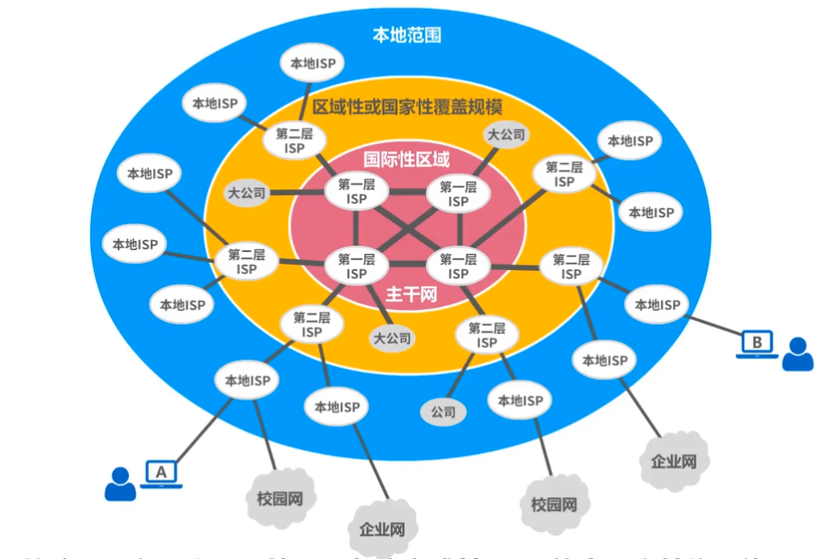 本地范围
本地ISP
本地ISP
区域性或国家性覆盖规模
第二层
ISP
大公司
本地ISP
国际性区域
本地ISP
第二层
ISP
大公司
第一层
ISP
第一层
ISP
本地ISP
本地ISP
第二层
ISP
第一层
ISP
第一层
ISP
第二层
ISP
主干网
本地ISP
本地ISP
第二层
ISP
大公司
第二层
ISP
B
本地ISP
本地ISP
本地ISP
公司
本地ISP
A
企业网
校园网
校园网
企业网